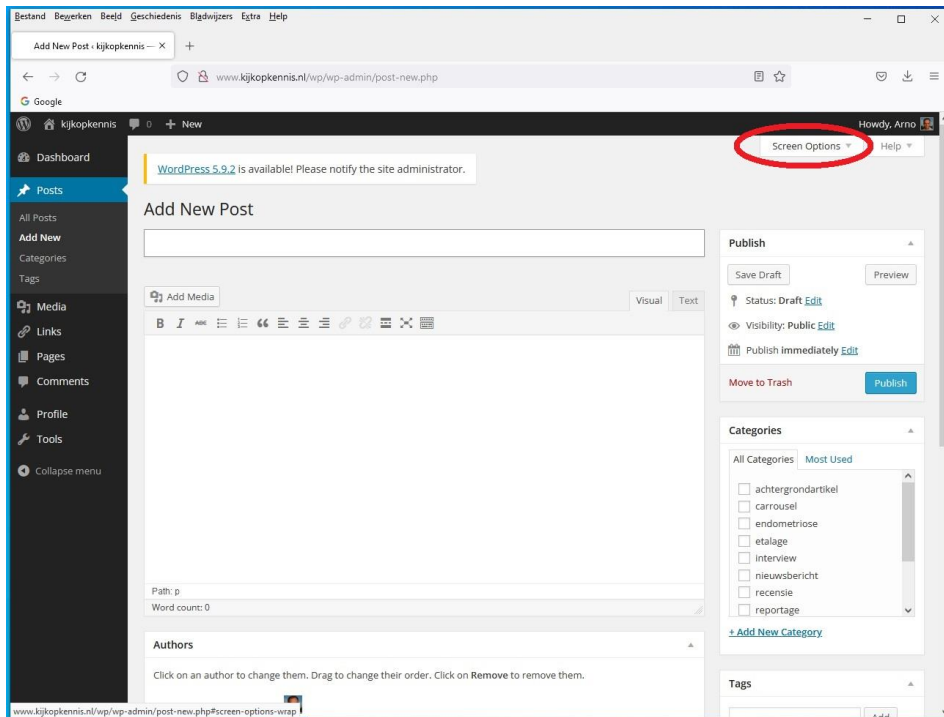 Bestand Bewerken Beeld Geschiedenis Bladwijzers Extra Help
Add New Post ‹ kijkopkennis —
www.kijkopkennis.nl/wp/wp-admin/post-new.php
Google
kijkopkennis 0 + New Howdy, Arno
Screen Options Help
Dashboard
WordPress 5.9.2 is available! Please notify the site administrator.
Posts
All Posts
Add New
Categories
Tags
Media
Links
Pages
Comments
Profile
Tools
Collapse menu
Add New Post
Add Media
Visual Text
B I ABC
Path: p
Word count: 0
Authors
Click on an author to change them. Drag to change their order. Click on Remove to remove them.
Publish
Save Draft Preview
Status: Draft Edit
Visibility: Public Edit
Publish immediately Edit
Move to Trash Publish
Categories
All Categories Most Used
achtergrondartikel
carrousel
endometriose
etalage
interview
nieuwsbericht
recensie
reportage
+ Add New Category
Tags
Add
www.kijkopkennis.nl/wp/wp-admin/post-new.php#screen-options-wrap